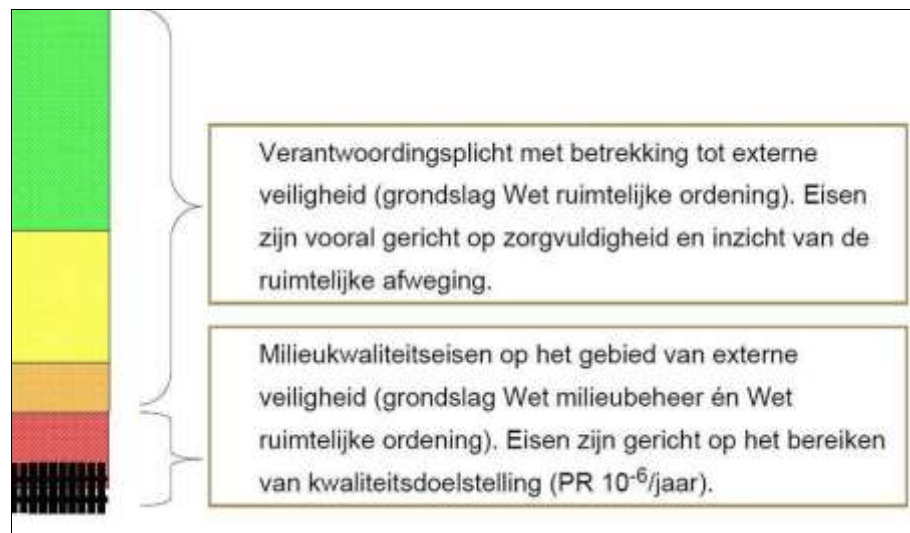 Verantwoordingsplicht met betrekking tot externe
veiligheid (grondslag Wet ruimtelijke ordening). Eisen
zijn vooral gericht op zorgvuldigheid en inzicht van de
ruimtelijke afweging.
Milieukwaliteitseisen op het gebied van externe
veiligheid (grondslag Wet milieubeheer én Wet
ruimtelijke ordening). Eisen zijn gericht op het bereiken
van kwaliteitsdoelstelling (PR 10⁻⁶/jaar).